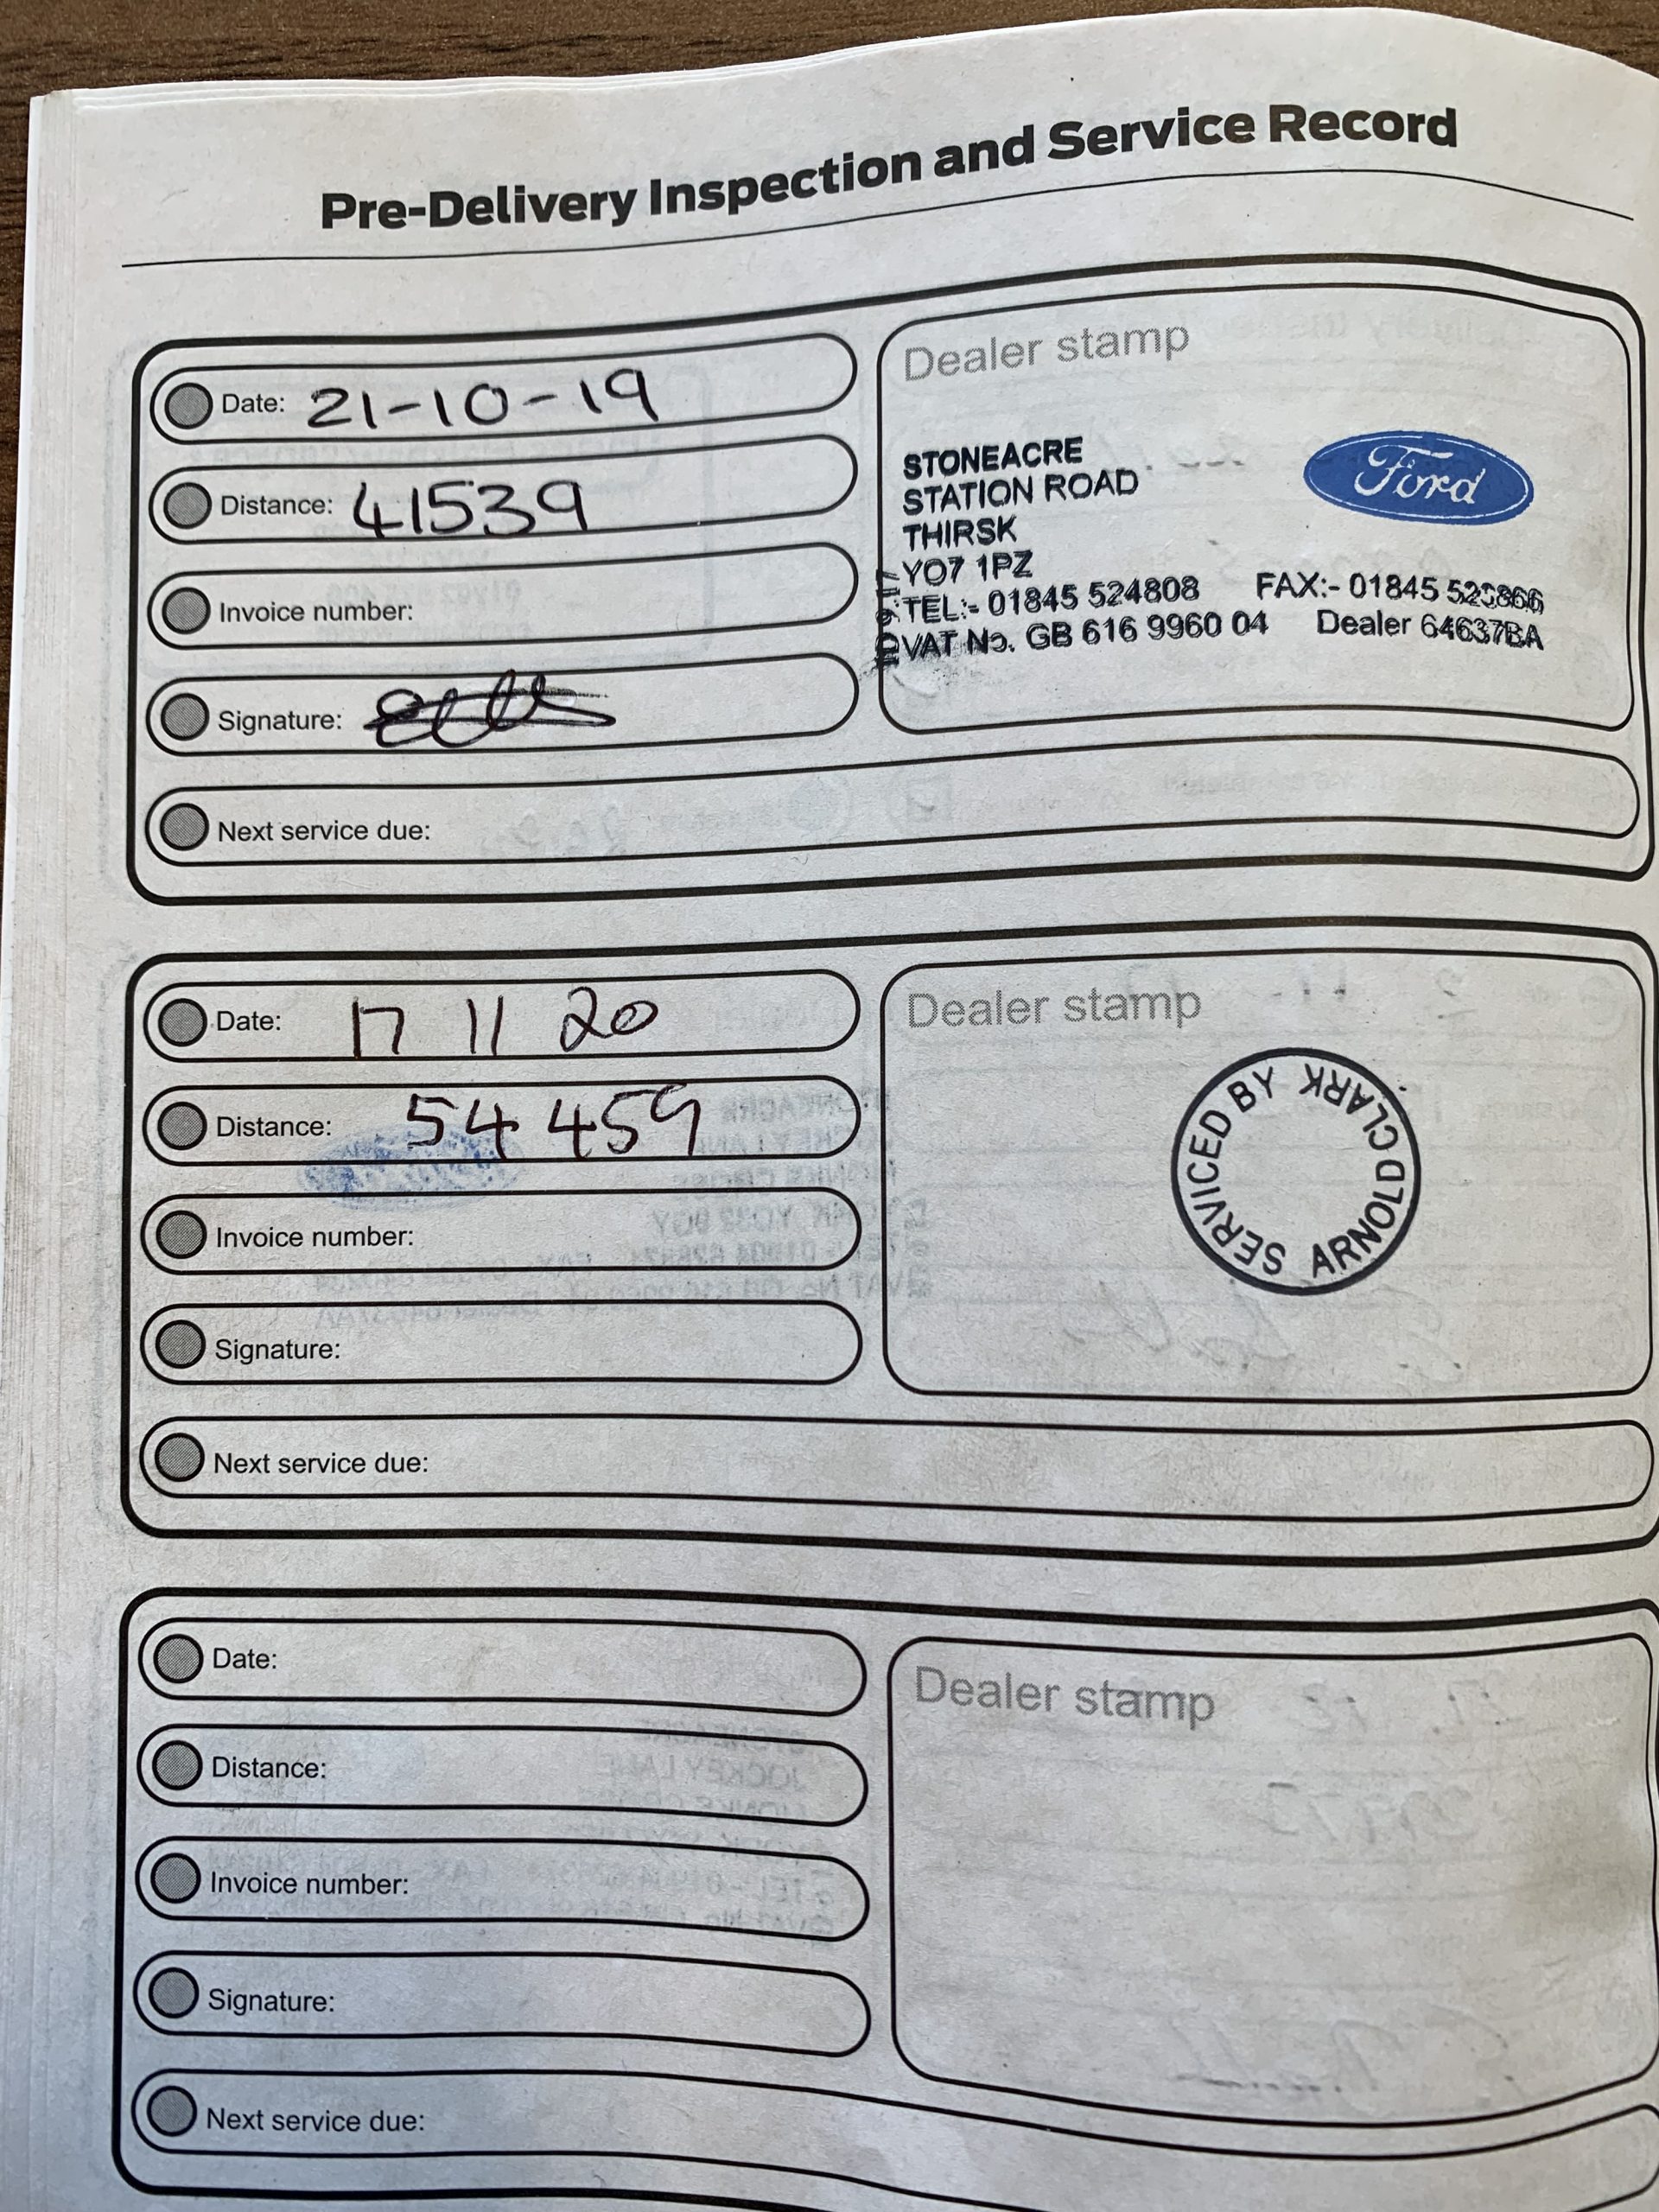 Pre-Delivery Inspection and Service Record
Date: 21-10-19
Distance: 41539
Invoice number:
Signature:
Next service due:
Dealer stamp
STONEACRE
STATION ROAD
THIRSK
YO7 1PZ
TEL:- 01845 524808 FAX:- 01845
VAT No. GB 616 9960 04 Dealer 64637BA
Ford
Date: 17 11 20
Distance: 54 459
Invoice number:
Signature:
Next service due:
Dealer stamp
SERVICED BY ARNOLD CLARK
Date:
Distance:
Invoice number:
Signature:
Next service due:
Dealer stamp